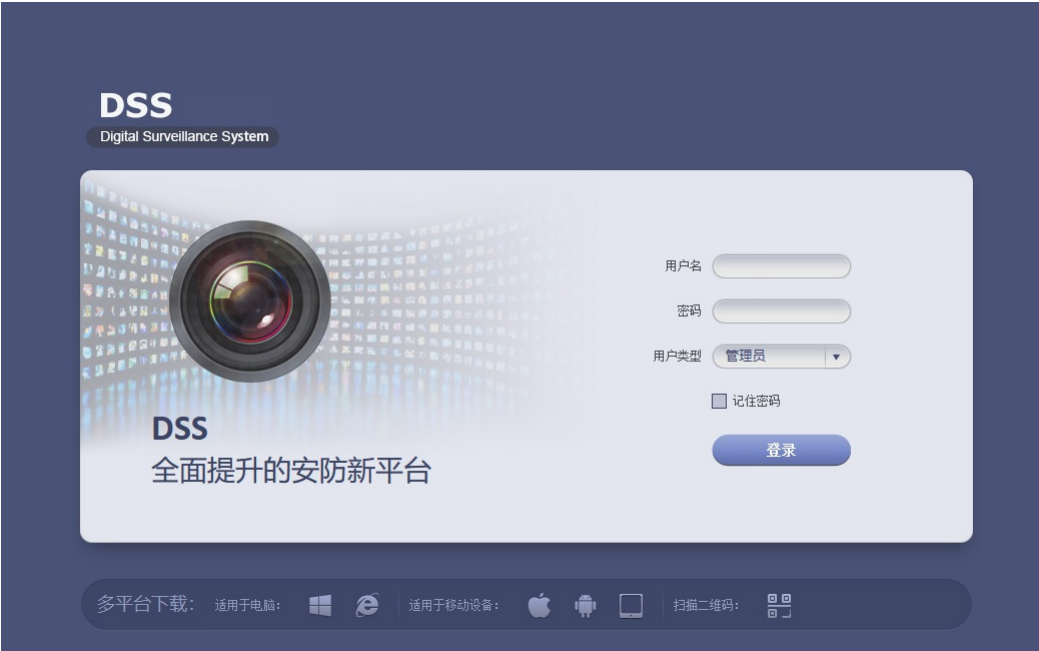 DSS
Digital Surveillance System
用户名
密码
用户类型 管理员
记住密码
登录
DSS
全面提升的安防新平台
多平台下载： 适用于电脑： 适用于移动设备： 扫描二维码：